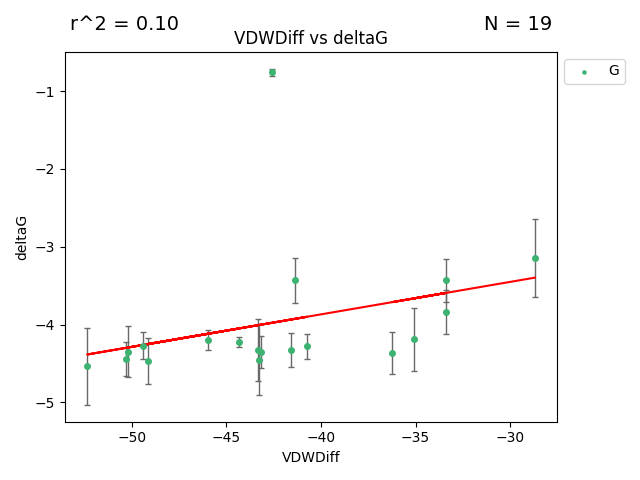 r^2 = 0.10
N = 19
VDWDiff vs deltaG
G
−1
−2
−3
−4
−5
deltaG
−50
−45
−40
−35
−30
VDWDiff